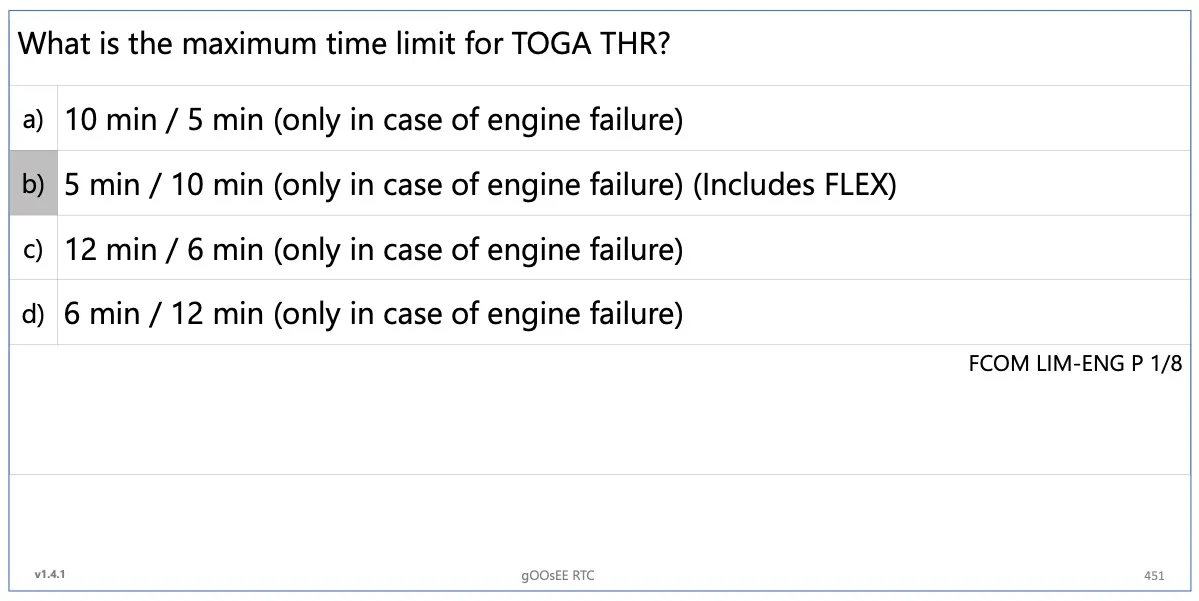 What is the maximum time limit for TOGA THR?
a) 10 min / 5 min (only in case of engine failure)
b) 5 min / 10 min (only in case of engine failure) (Includes FLEX)
c) 12 min / 6 min (only in case of engine failure)
d) 6 min / 12 min (only in case of engine failure)
FCOM LIM-ENG P 1/8
v1.4.1 gOOsEE RTC 451